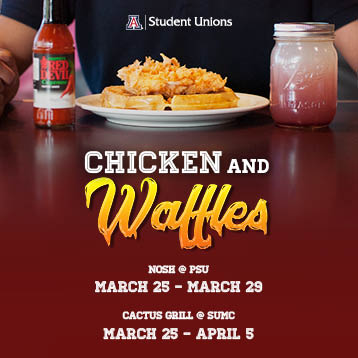 A Student Unions
RED
DEVIL
MASON
CHICKEN AND
Waffles
NOSH @ PSU
MARCH 25 - MARCH 29
CACTUS GRILL @ SUMC
MARCH 25 - APRIL 5